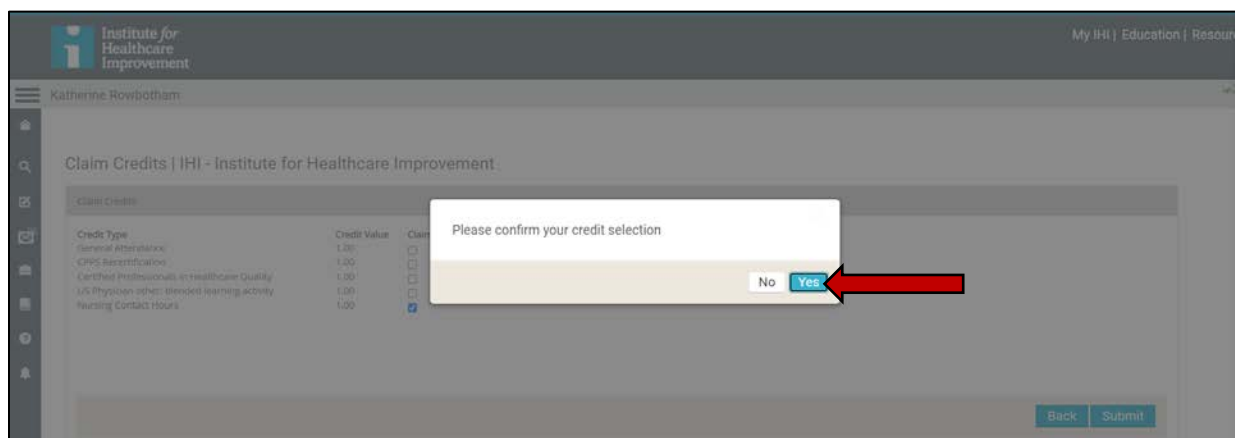 Institute for
Healthcare
Improvement
My IHI | Education | Resour
Katherine Rowbotham
Claim Credits | IHI - Institute for Healthcare Improvement
Claim Credits
Credit Type Credit Value Claim
General Attendance 1.00
CPPS Recertification 1.00
Certified Professionals in Healthcare Quality 1.00
US Physician other: blended learning activity 1.00
Nursing Contact Hours 1.00
Please confirm your credit selection
No Yes
Back Submit